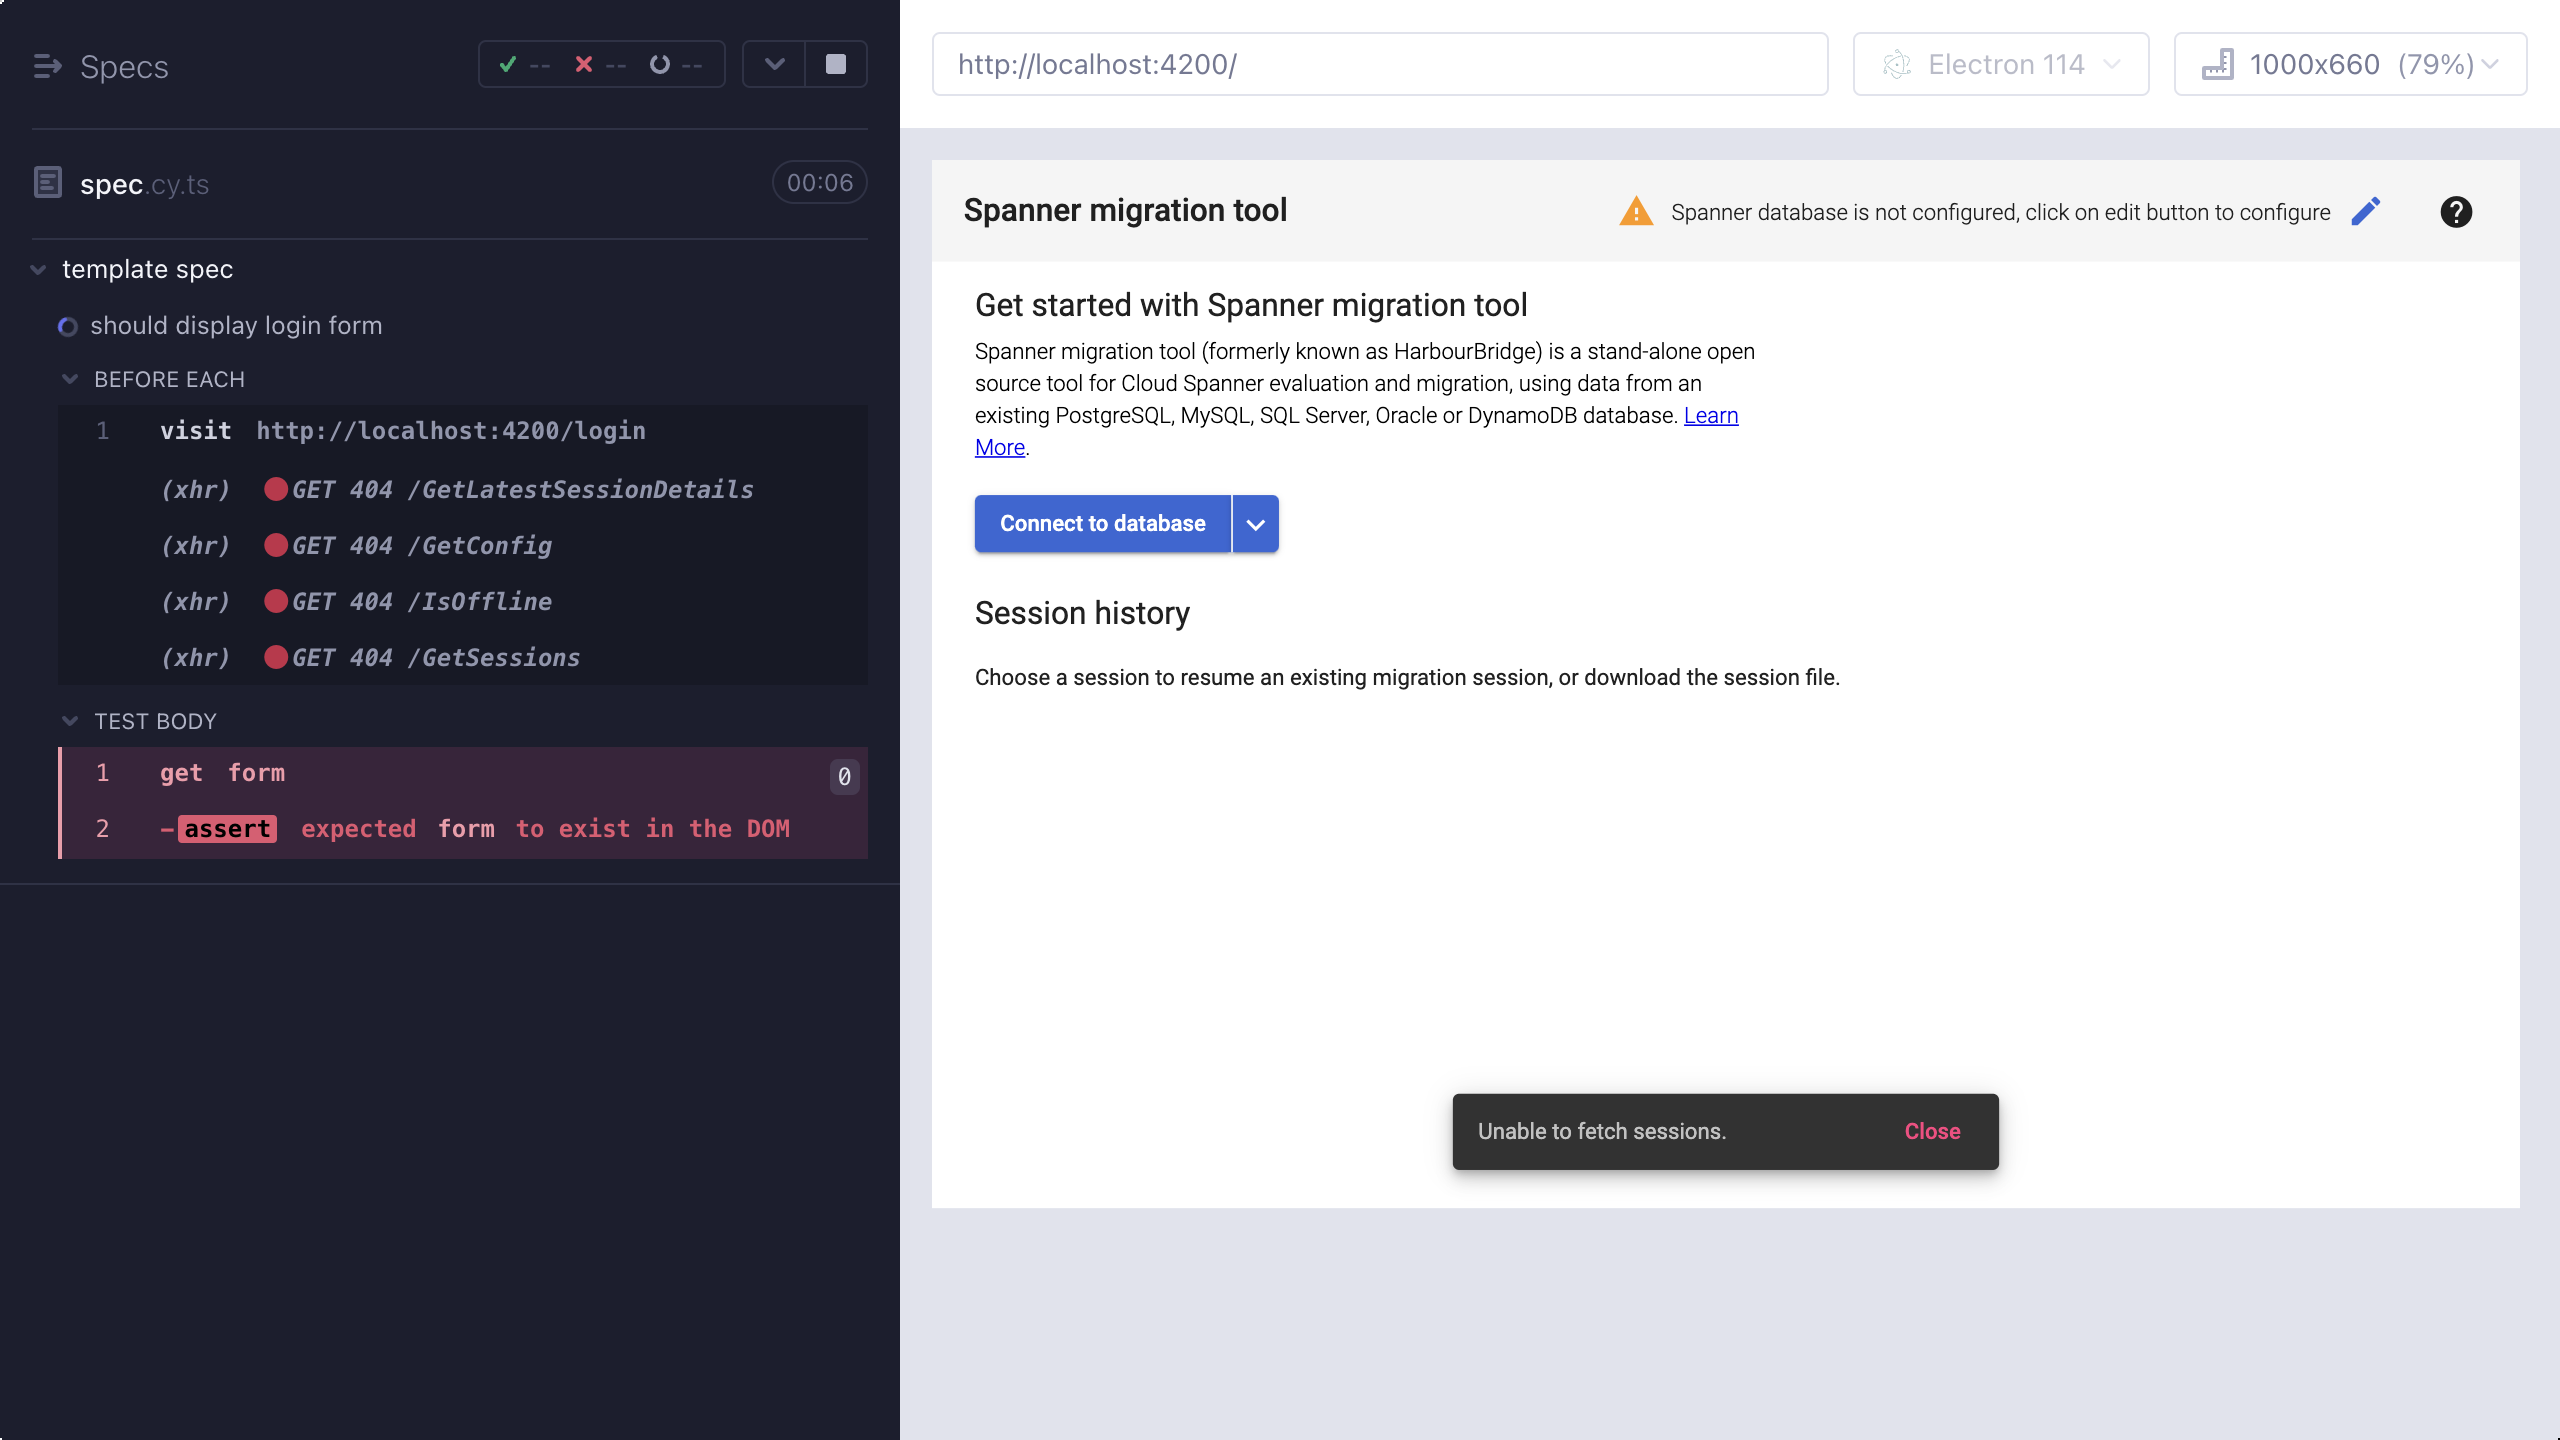 Specs
-- -- --
spec.cy.ts
00:06
template spec
should display login form
BEFORE EACH
1 visit http://localhost:4200/login
(xhr) GET 404 /GetLatestSessionDetails
(xhr) GET 404 /GetConfig
(xhr) GET 404 /IsOffline
(xhr) GET 404 /GetSessions
TEST BODY
1 get form 0
2 -assert expected form to exist in the DOM
http://localhost:4200/
Electron 114
1000x660 (79%)
Spanner migration tool
Spanner database is not configured, click on edit button to configure
Get started with Spanner migration tool
Spanner migration tool (formerly known as HarbourBridge) is a stand-alone open
source tool for Cloud Spanner evaluation and migration, using data from an
existing PostgreSQL, MySQL, SQL Server, Oracle or DynamoDB database. Learn
More.
Connect to database
Session history
Choose a session to resume an existing migration session, or download the session file.
Unable to fetch sessions.
Close